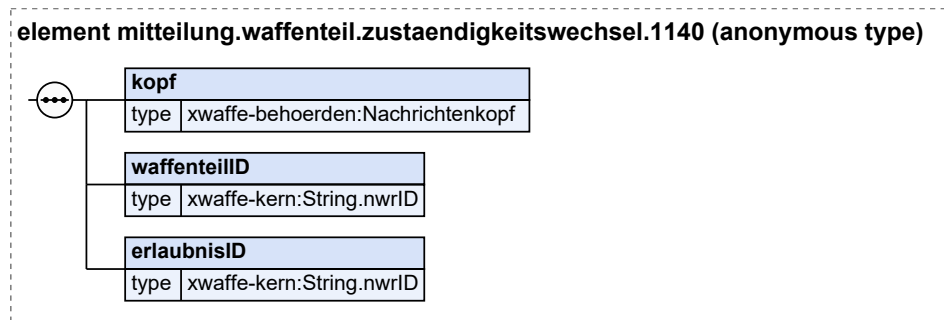 element mitteilung.waffenteil.zustaendigkeitswechsel.1140 (anonymous type)
kopf
type xwaffe-behoerden:Nachrichtenkopf
waffenteilID
type xwaffe-kern:String.nwrID
erlaubnisID
type xwaffe-kern:String.nwrID